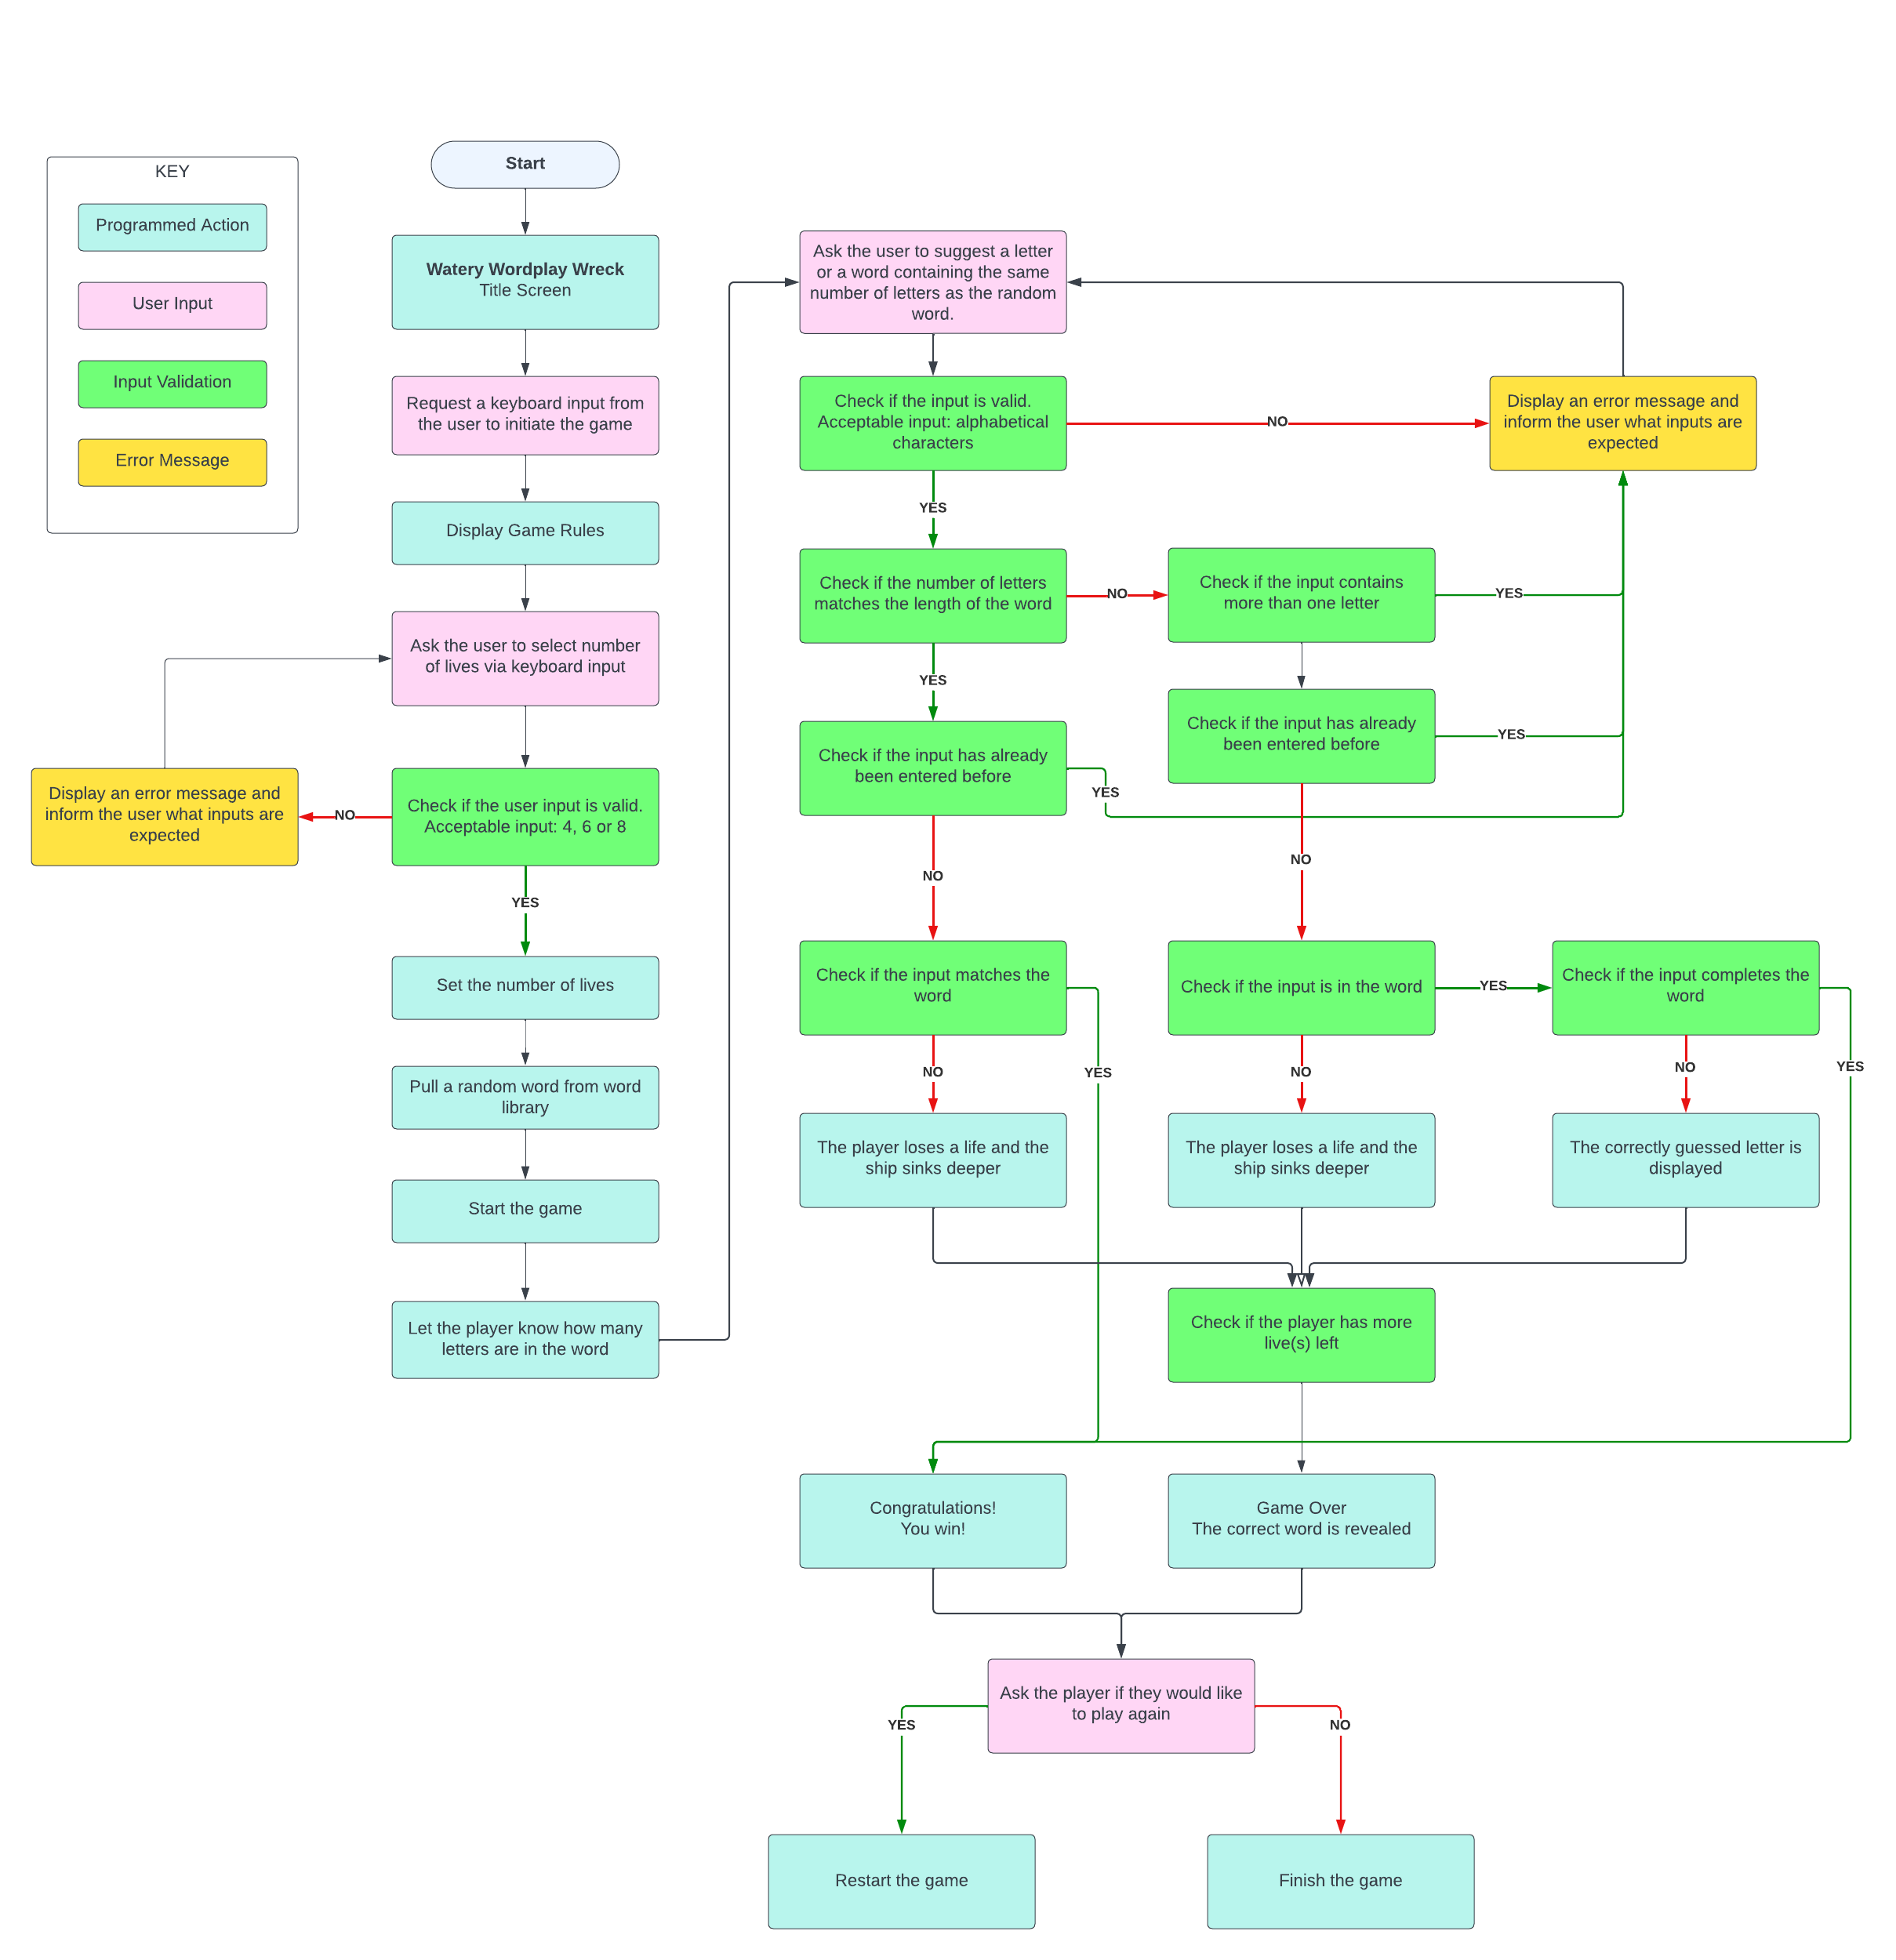 KEY
Programmed Action
User Input
Input Validation
Error Message
Start
Watery Wordplay Wreck
Title Screen
Request a keyboard input from
the user to initiate the game
Display Game Rules
Ask the user to select number
of lives via keyboard input
Display an error message and
inform the user what inputs are
expected
NO
Check if the user input is valid.
Acceptable input: 4, 6 or 8
YES
Set the number of lives
Pull a random word from word
library
Start the game
Let the player know how many
letters are in the word
Ask the user to suggest a letter
or a word containing the same
number of letters as the random
word.
Check if the input is valid.
Acceptable input: alphabetical
characters
NO
Display an error message and
inform the user what inputs are
expected
YES
Check if the number of letters
matches the length of the word
NO
Check if the input contains
more than one letter
YES
YES
Check if the input has already
been entered before
YES
Check if the input has already
been entered before
YES
NO
NO
Check if the input matches the
word
Check if the input is in the word
YES
Check if the input completes the
word
NO
YES
NO
NO
YES
The player loses a life and the
ship sinks deeper
The player loses a life and the
ship sinks deeper
The correctly guessed letter is
displayed
Check if the player has more
live(s) left
Congratulations!
You win!
Game Over
The correct word is revealed
Ask the player if they would like
to play again
YES
NO
Restart the game
Finish the game